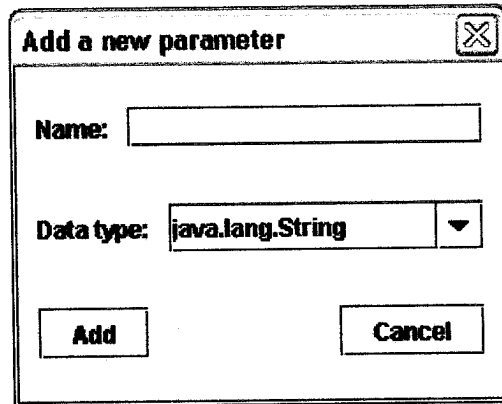 Add a new parameter
Name:
Data type: java.lang.String
Add Cancel